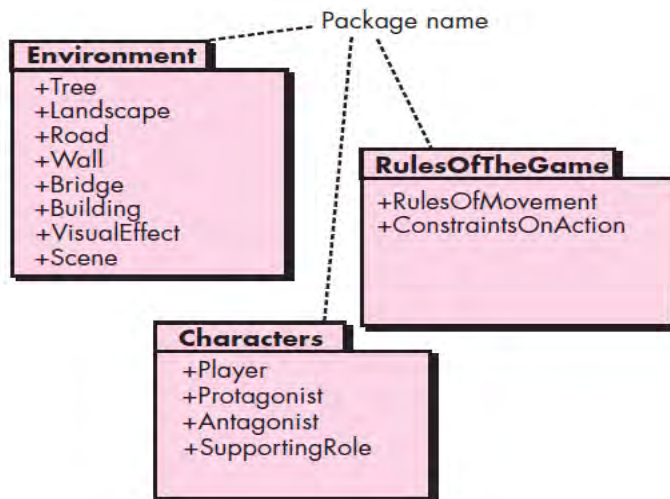 Package name
Environment
+Tree
+Landscape
+Road
+Wall
+Bridge
+Building
+VisualEffect
+Scene
RulesOfTheGame
+RulesOfMovement
+ConstraintsOnAction
Characters
+Player
+Protagonist
+Antagonist
+SupportingRole